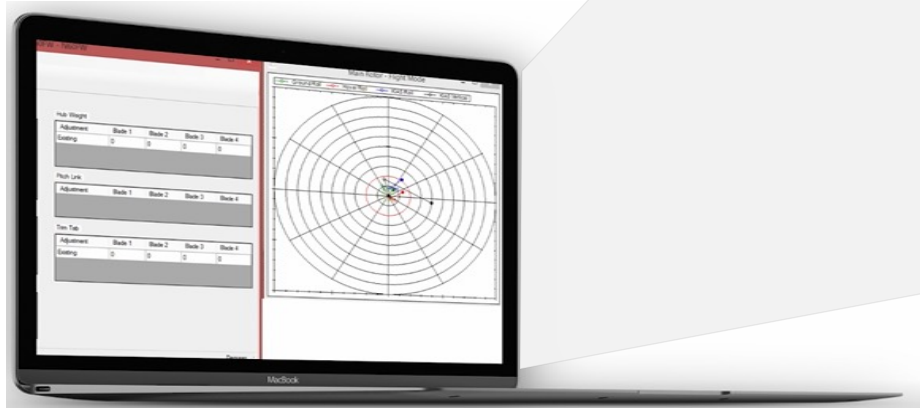 Main Rotor - Flight Mode
Hub Weight
Adjustment Blade 1 Blade 2 Blade 3 Blade 4
Existing 0 0 0 0
Pitch Link
Adjustment Blade 1 Blade 2 Blade 3 Blade 4
Trim Tab
Adjustment Blade 1 Blade 2 Blade 3 Blade 4
Existing 0 0 0 0
MacBook